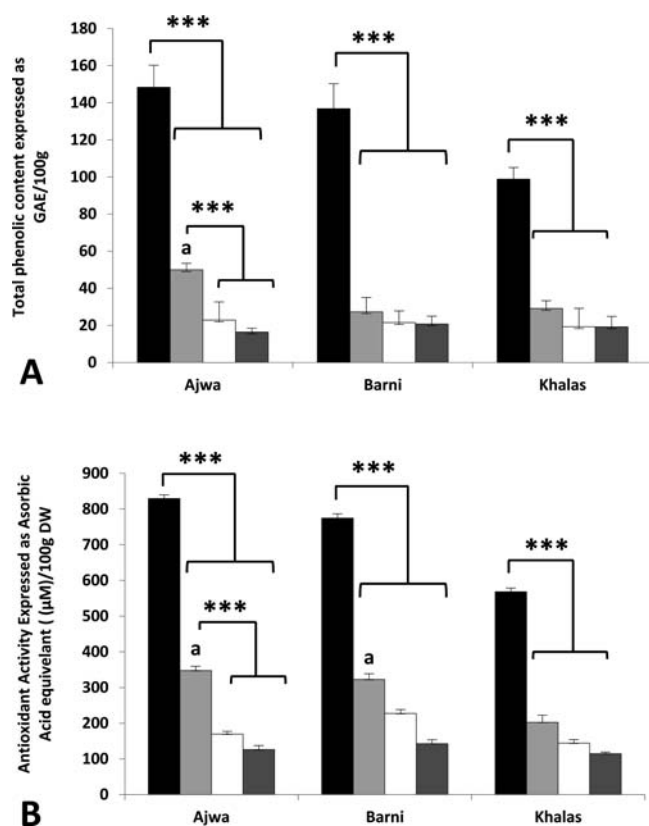 180
160
140
120
100
80
60
40
20
0
Total phenolic content expressed as
GAE/100g
***
***
a
***
***
Ajwa
Barni
Khalas
A
900
800
700
600
500
400
300
200
100
0
Antioxidant Activity Expressed as Asorbic
Acid equivelant ( (µM)/100g DW
***
***
a
***
a
***
Ajwa
Barni
Khalas
B